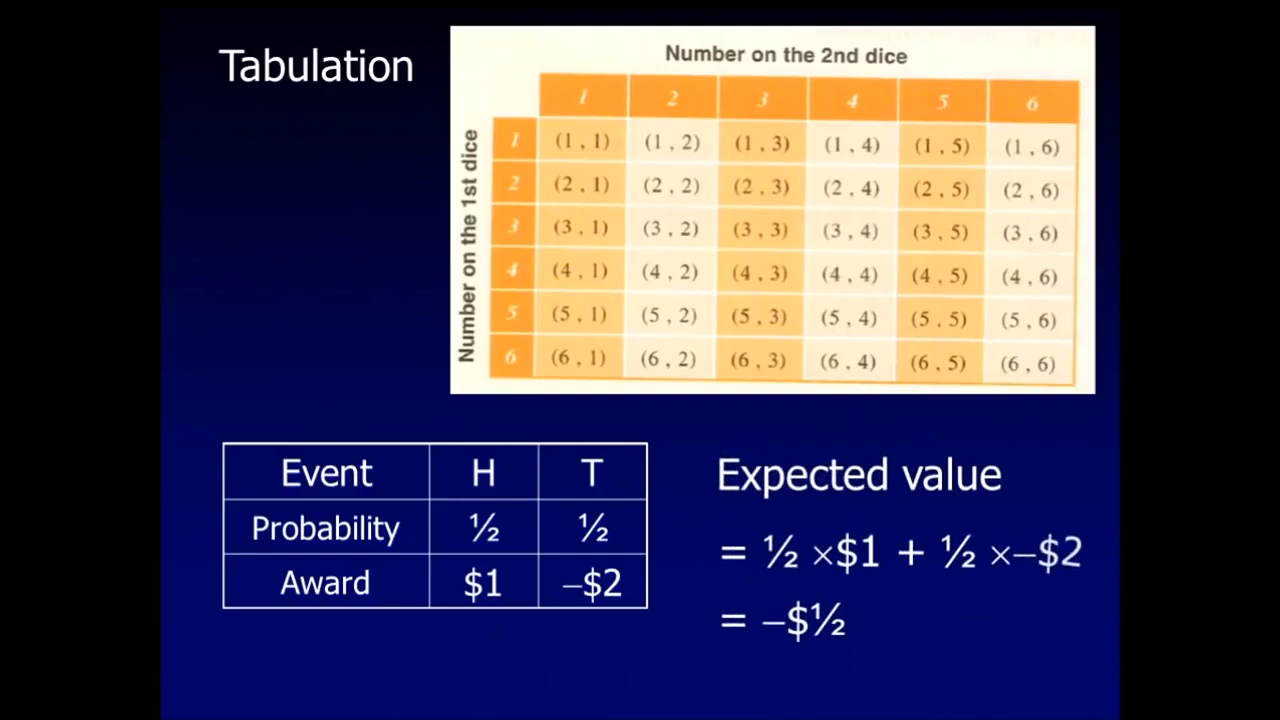 Tabulation
Number on the 2nd dice
Number on the 1st dice
1 2 3 4 5 6
1 (1 , 1) (1 , 2) (1 , 3) (1 , 4) (1 , 5) (1 , 6)
2 (2 , 1) (2 , 2) (2 , 3) (2 , 4) (2 , 5) (2 , 6)
3 (3 , 1) (3 , 2) (3 , 3) (3 , 4) (3 , 5) (3 , 6)
4 (4 , 1) (4 , 2) (4 , 3) (4 , 4) (4 , 5) (4 , 6)
5 (5 , 1) (5 , 2) (5 , 3) (5 , 4) (5 , 5) (5 , 6)
6 (6 , 1) (6 , 2) (6 , 3) (6 , 4) (6 , 5) (6 , 6)
Event H T
Probability ½ ½
Award $1 –$2
Expected value
= ½ ×$1 + ½ ×–$2
= –$½